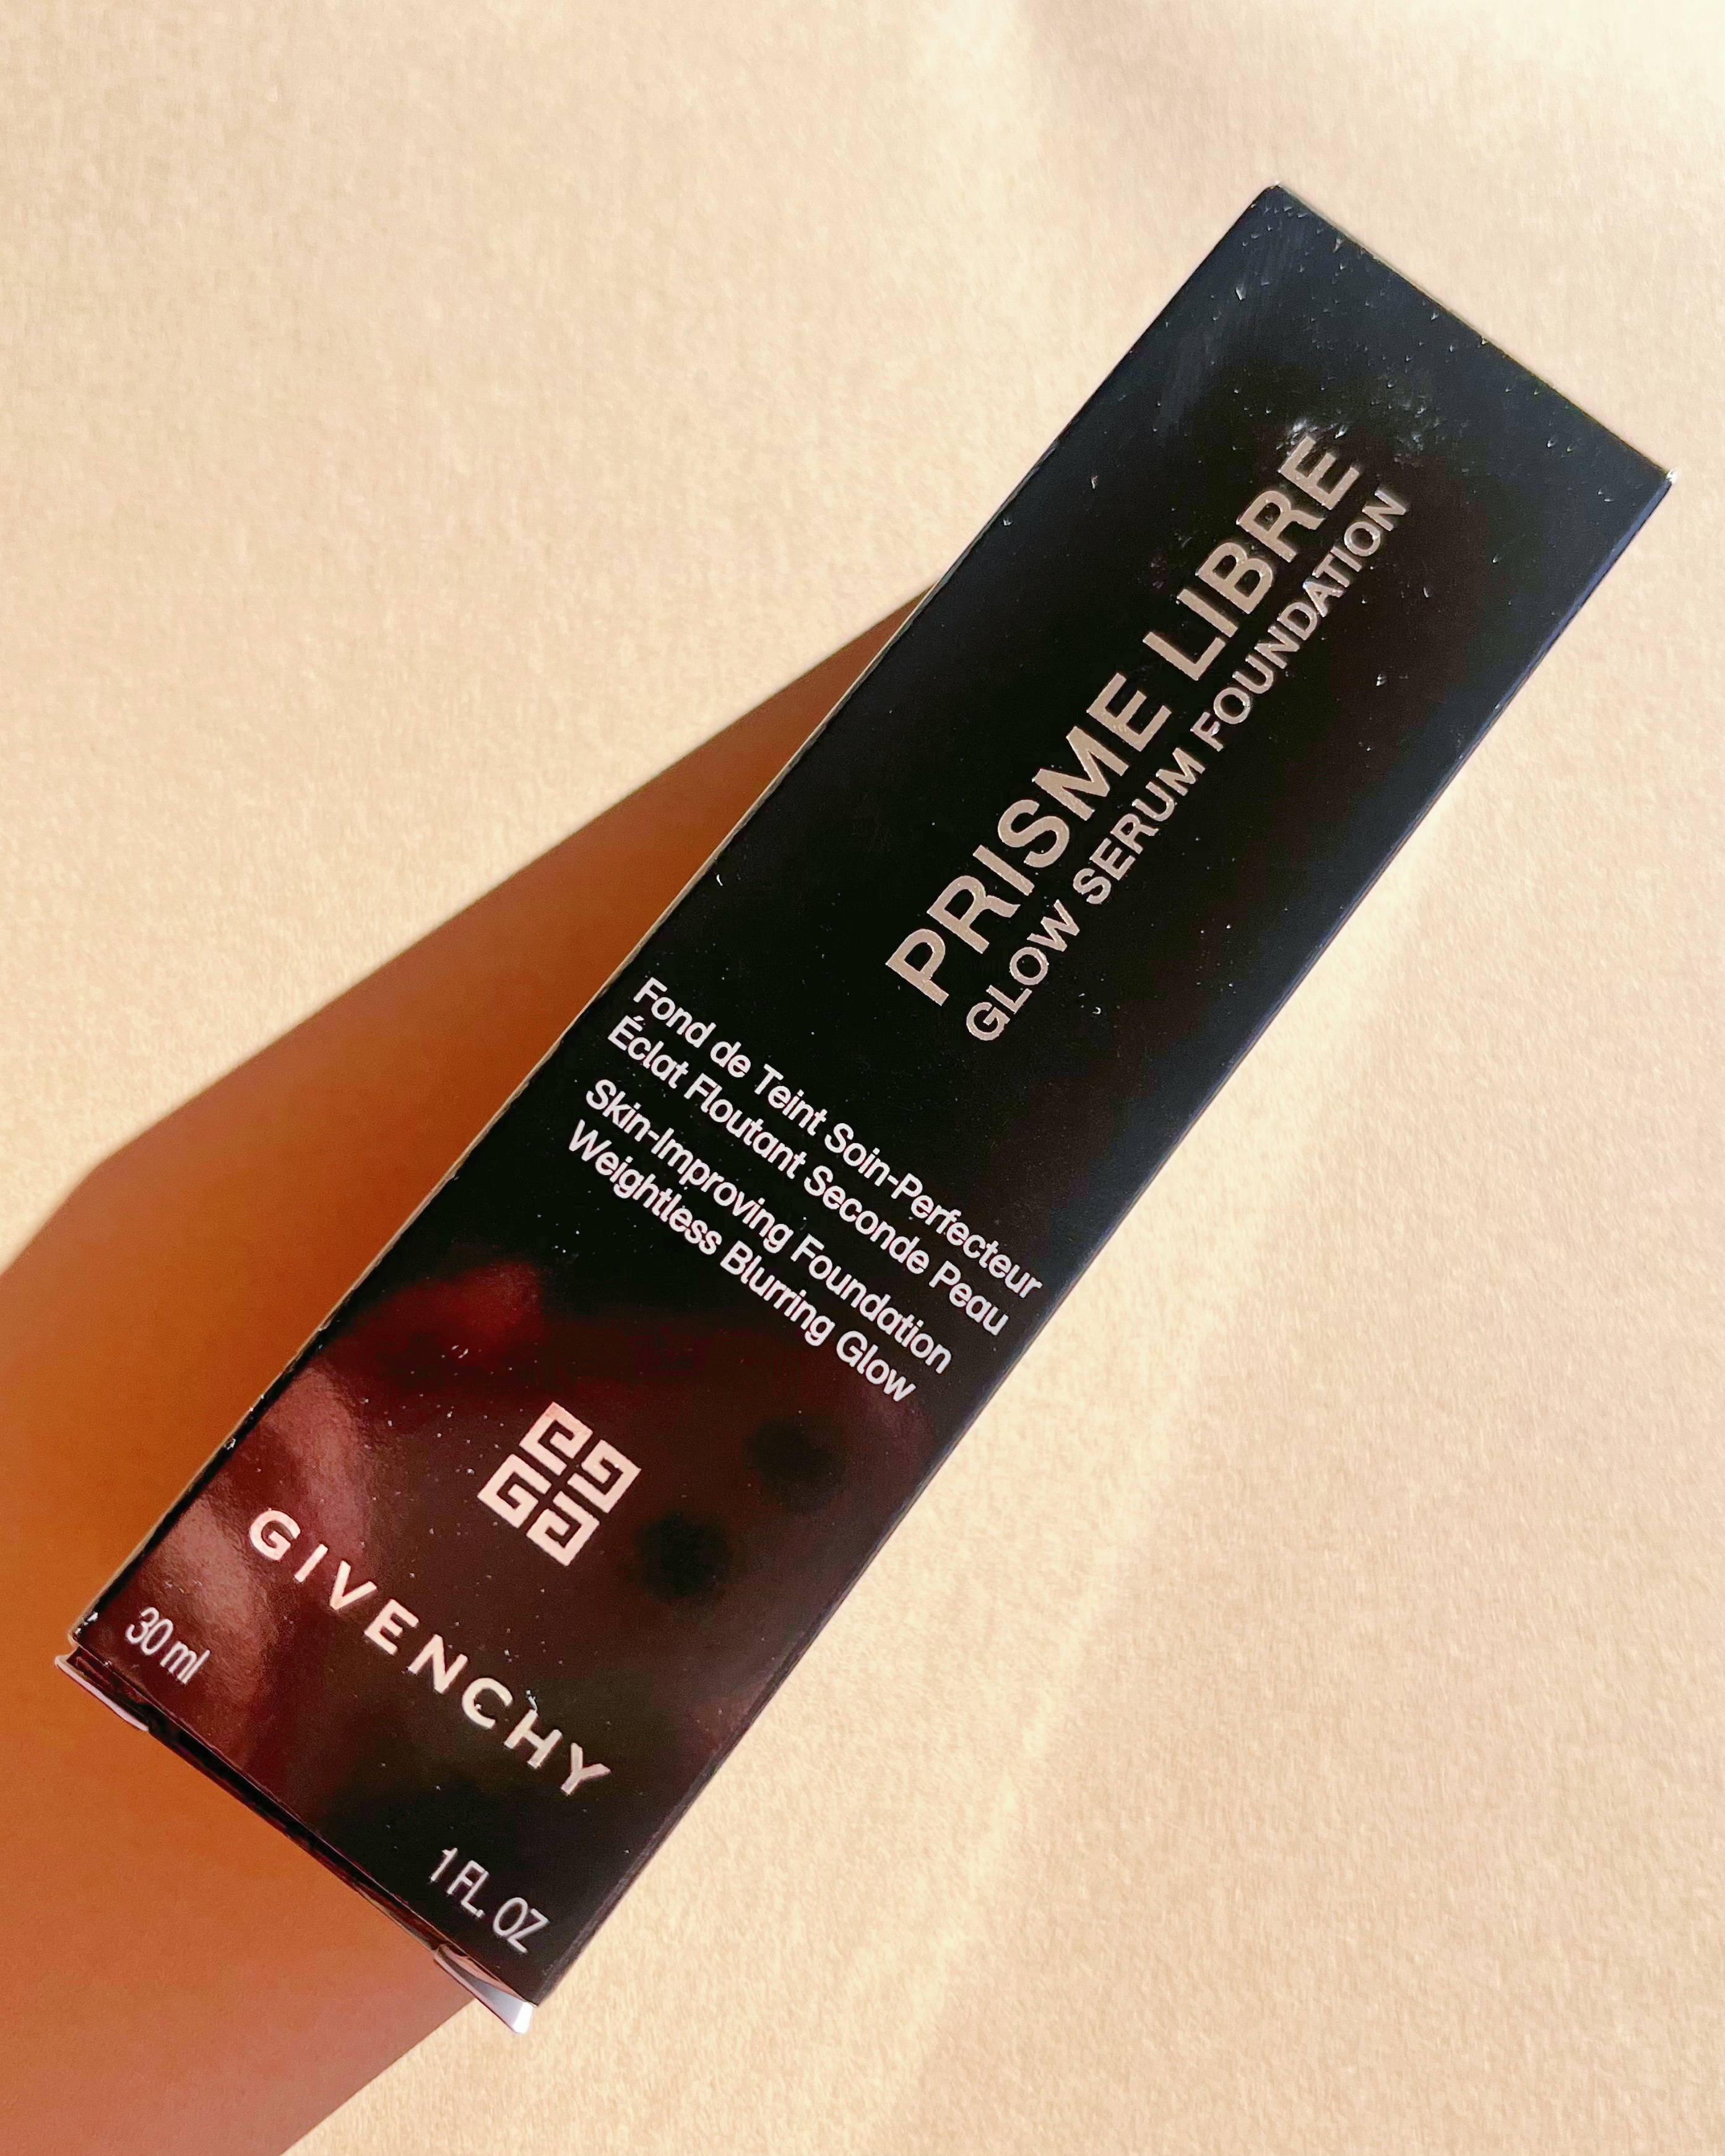 PRISME LIBRE
GLOW SERUM FOUNDATION
Fond de Teint Soin-Perfecteur
Éclat Floutant Seconde Peau
Skin-Improving Foundation
Weightless Blurring Glow
GIVENCHY
30 ml
1 FL. OZ